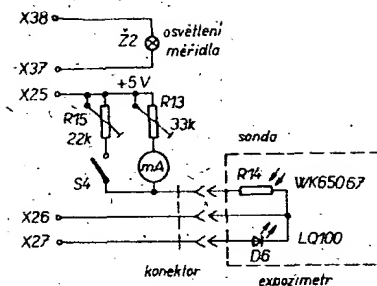 X38
Ž2
osvětlení
měřidla
X37
+5V
X25
R15
22k
R13
33k
mA
S4
sonda
R14
WK65067
X26
X27
D6
LQ100
konektor
expozimetr